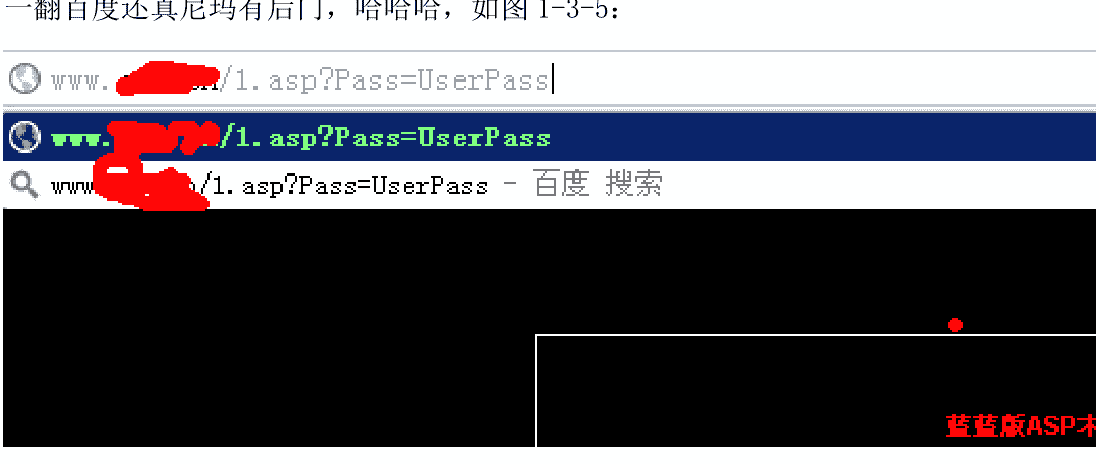 一翻百度还真尼玛有后门，哈哈哈，如图 1-3-5：
www. /1.asp?Pass=UserPass
www. /1.asp?Pass=UserPass
www /1.asp?Pass=UserPass - 百度 搜索
蓝蓝版ASP木